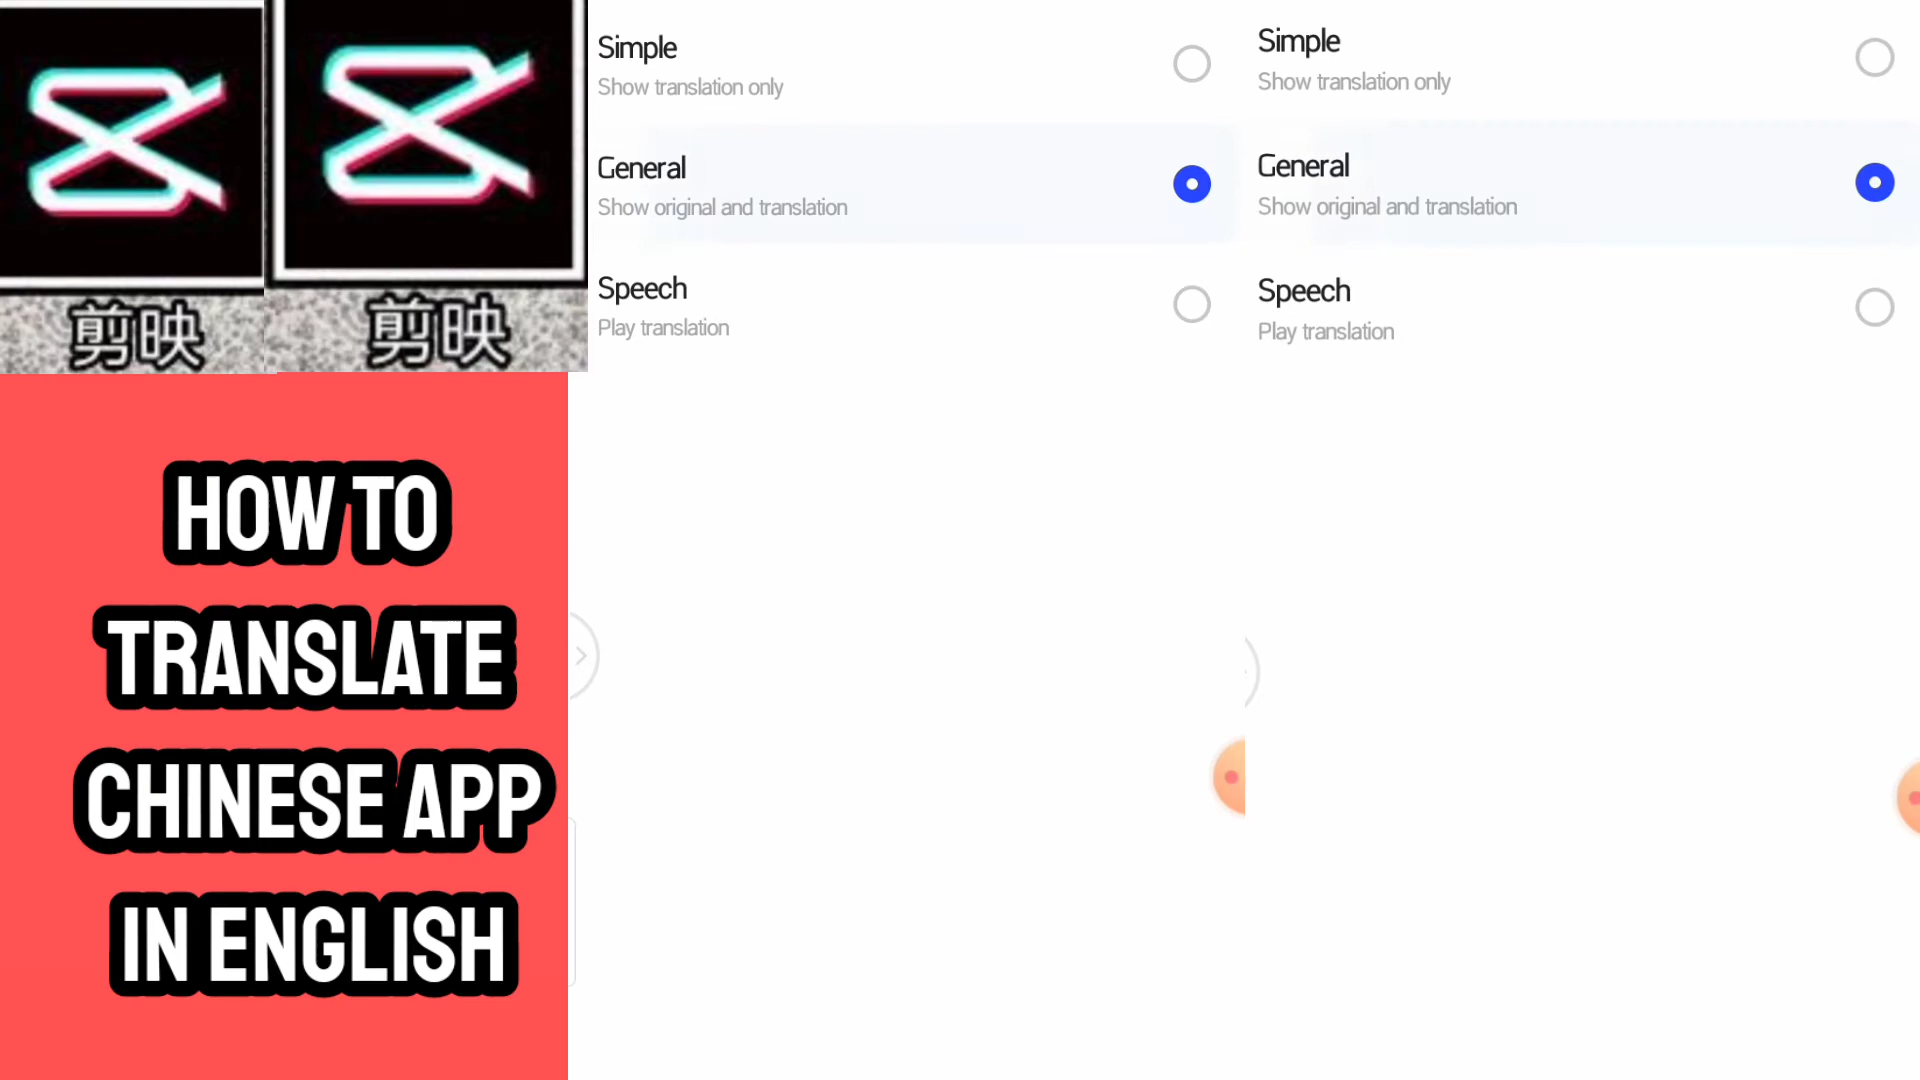 剪映
剪映
HOW TO
TRANSLATE
CHINESE APP
IN ENGLISH
Simple
Show translation only
General
Show original and translation
Speech
Play translation
Simple
Show translation only
General
Show original and translation
Speech
Play translation